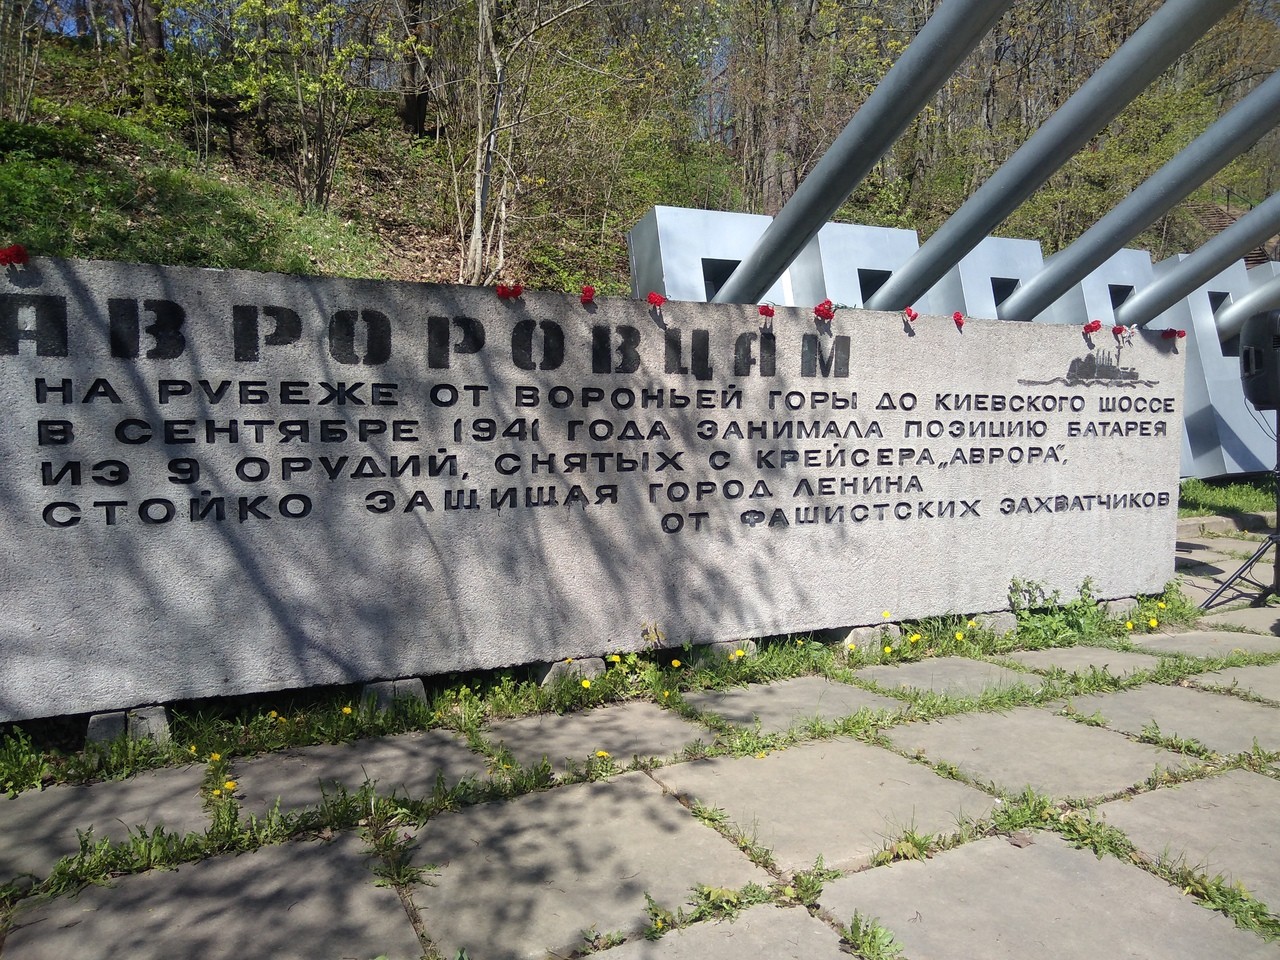 АВРОРОВЦАМ
НА РУБЕЖЕ ОТ ВОРОНЬЕЙ ГОРЫ ДО КИЕВСКОГО ШОССЕ
В СЕНТЯБРЕ 1941 ГОДА ЗАНИМАЛА ПОЗИЦИЮ БАТАРЕЯ
ИЗ 9 ОРУДИЙ, СНЯТЫХ С КРЕЙСЕРА „АВРОРА",
СТОЙКО ЗАЩИЩАЯ ГОРОД ЛЕНИНА
ОТ ФАШИСТСКИХ ЗАХВАТЧИКОВ